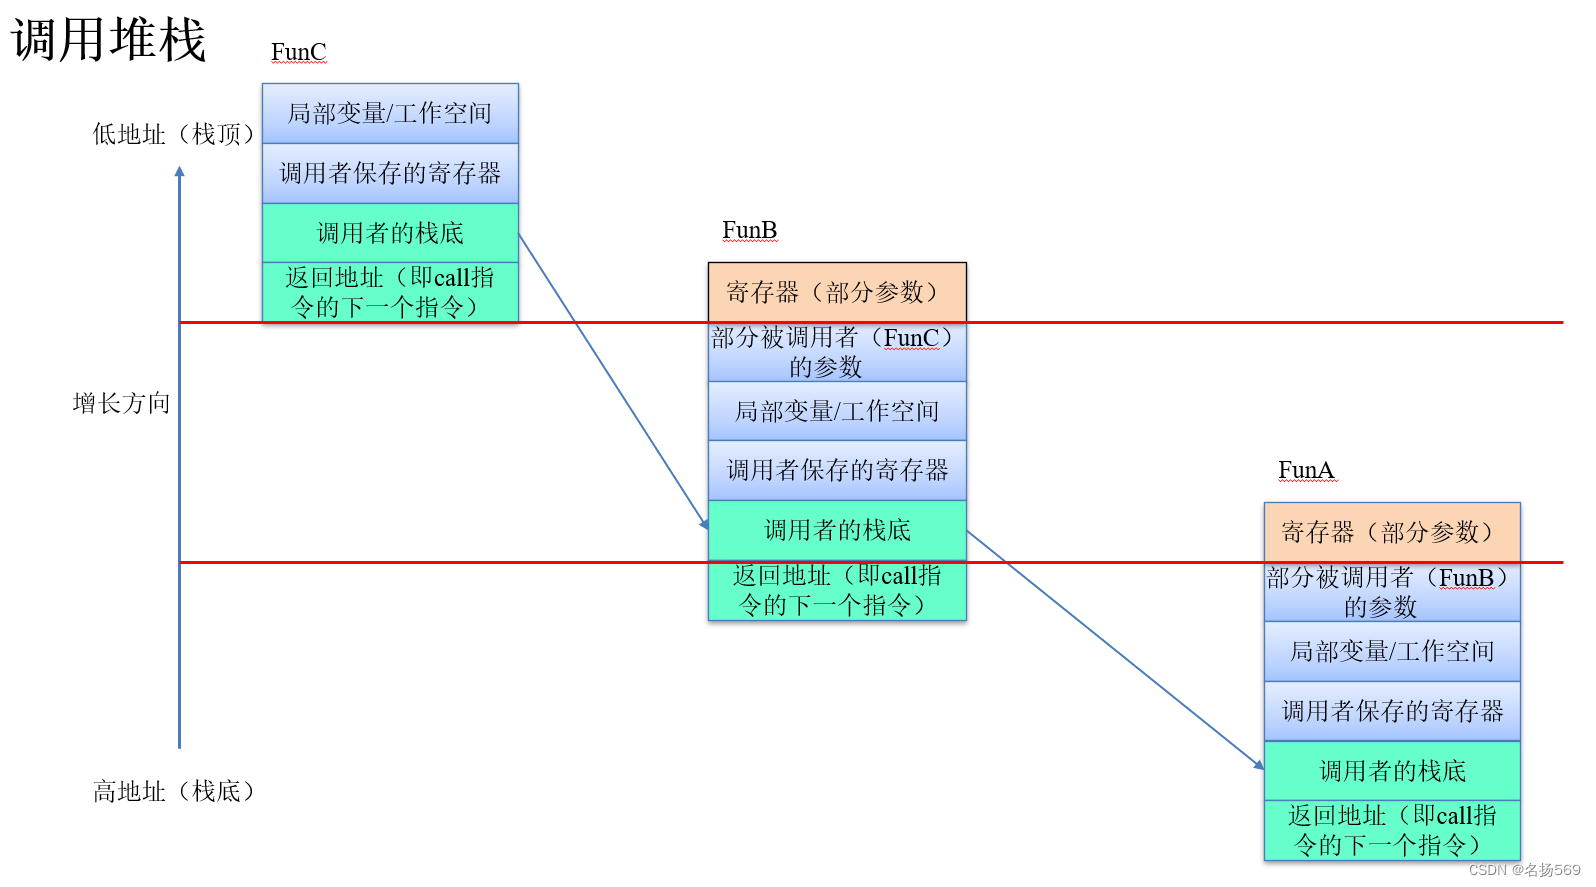 调用堆栈
FunC
局部变量/工作空间
低地址（栈顶）
调用者保存的寄存器
调用者的栈底
返回地址（即call指
令的下一个指令）
FunB
寄存器（部分参数）
部分被调用者（FunC）
的参数
增长方向
局部变量/工作空间
调用者保存的寄存器
调用者的栈底
返回地址（即call指
令的下一个指令）
FunA
寄存器（部分参数）
部分被调用者（FunB）
的参数
局部变量/工作空间
调用者保存的寄存器
调用者的栈底
高地址（栈底）
返回地址（即call指
令的下一个指令）
CSDN @名扬569